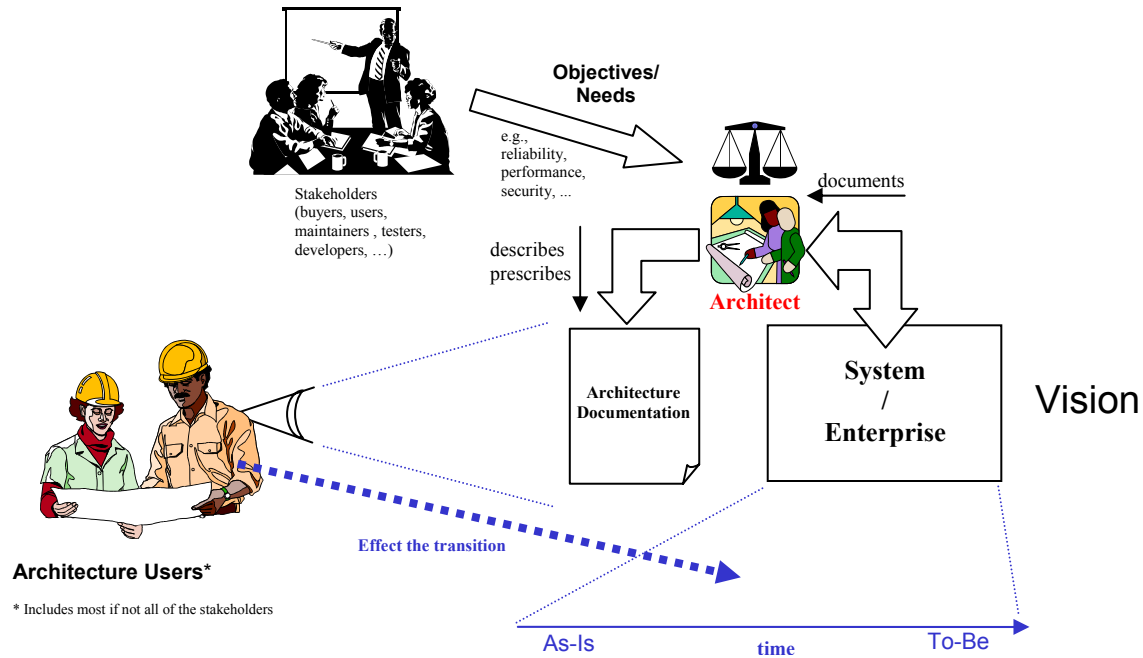 Objectives/
Needs
e.g.,
reliability,
performance,
security, ...
Stakeholders
(buyers, users,
maintainers , testers,
developers, …)
documents
describes
prescribes
Architect
Architecture
Documentation
System
/
Enterprise
Vision
Effect the transition
Architecture Users*
* Includes most if not all of the stakeholders
As-Is
time
To-Be